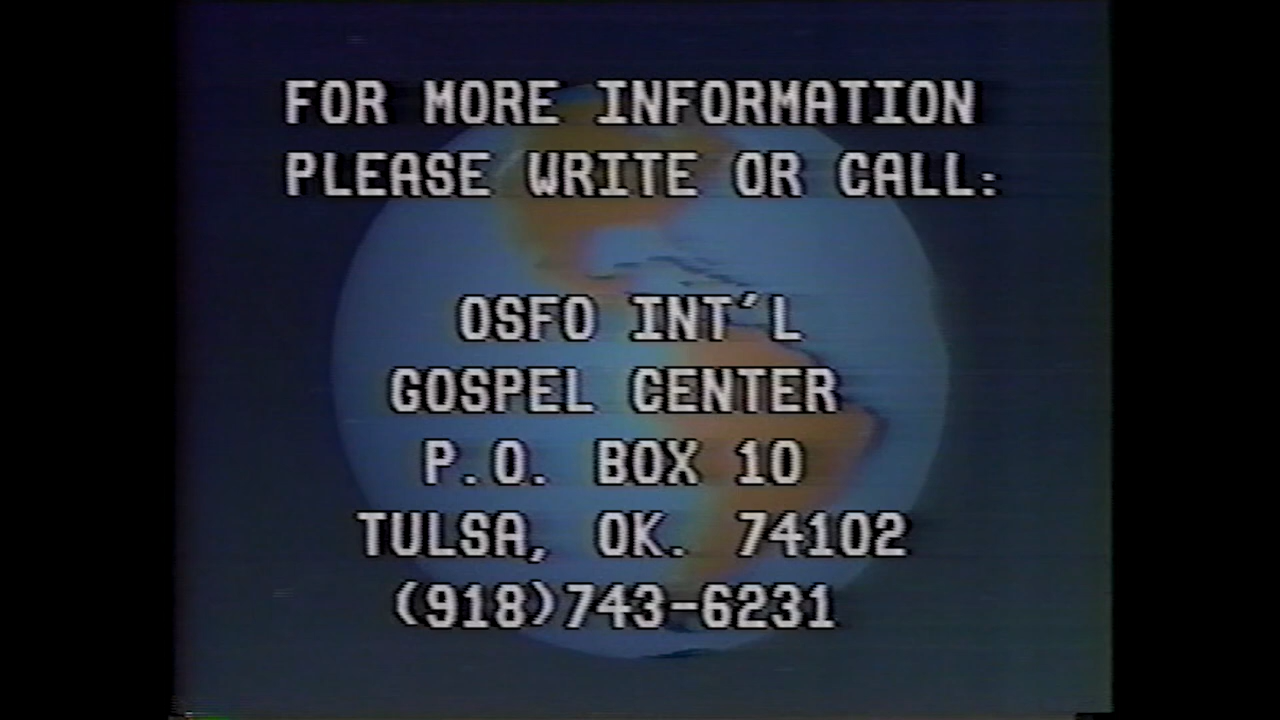 FOR MORE INFORMATION
PLEASE WRITE OR CALL:
OSFO INT'L
GOSPEL CENTER
P.O. BOX 10
TULSA, OK. 74102
(918)743-6231